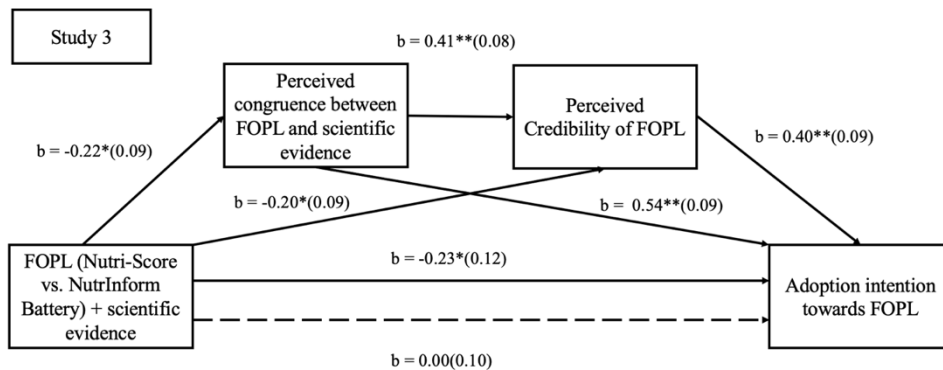 Study 3
b = 0.41**(0.08)
Perceived
congruence between
FOPL and scientific
evidence
Perceived
Credibility of FOPL
b = -0.22*(0.09)
b = 0.40**(0.09)
b = -0.20*(0.09)
b = 0.54**(0.09)
FOPL (Nutri-Score
vs. NutrInform
Battery) + scientific
evidence
b = -0.23*(0.12)
Adoption intention
towards FOPL
b = 0.00(0.10)